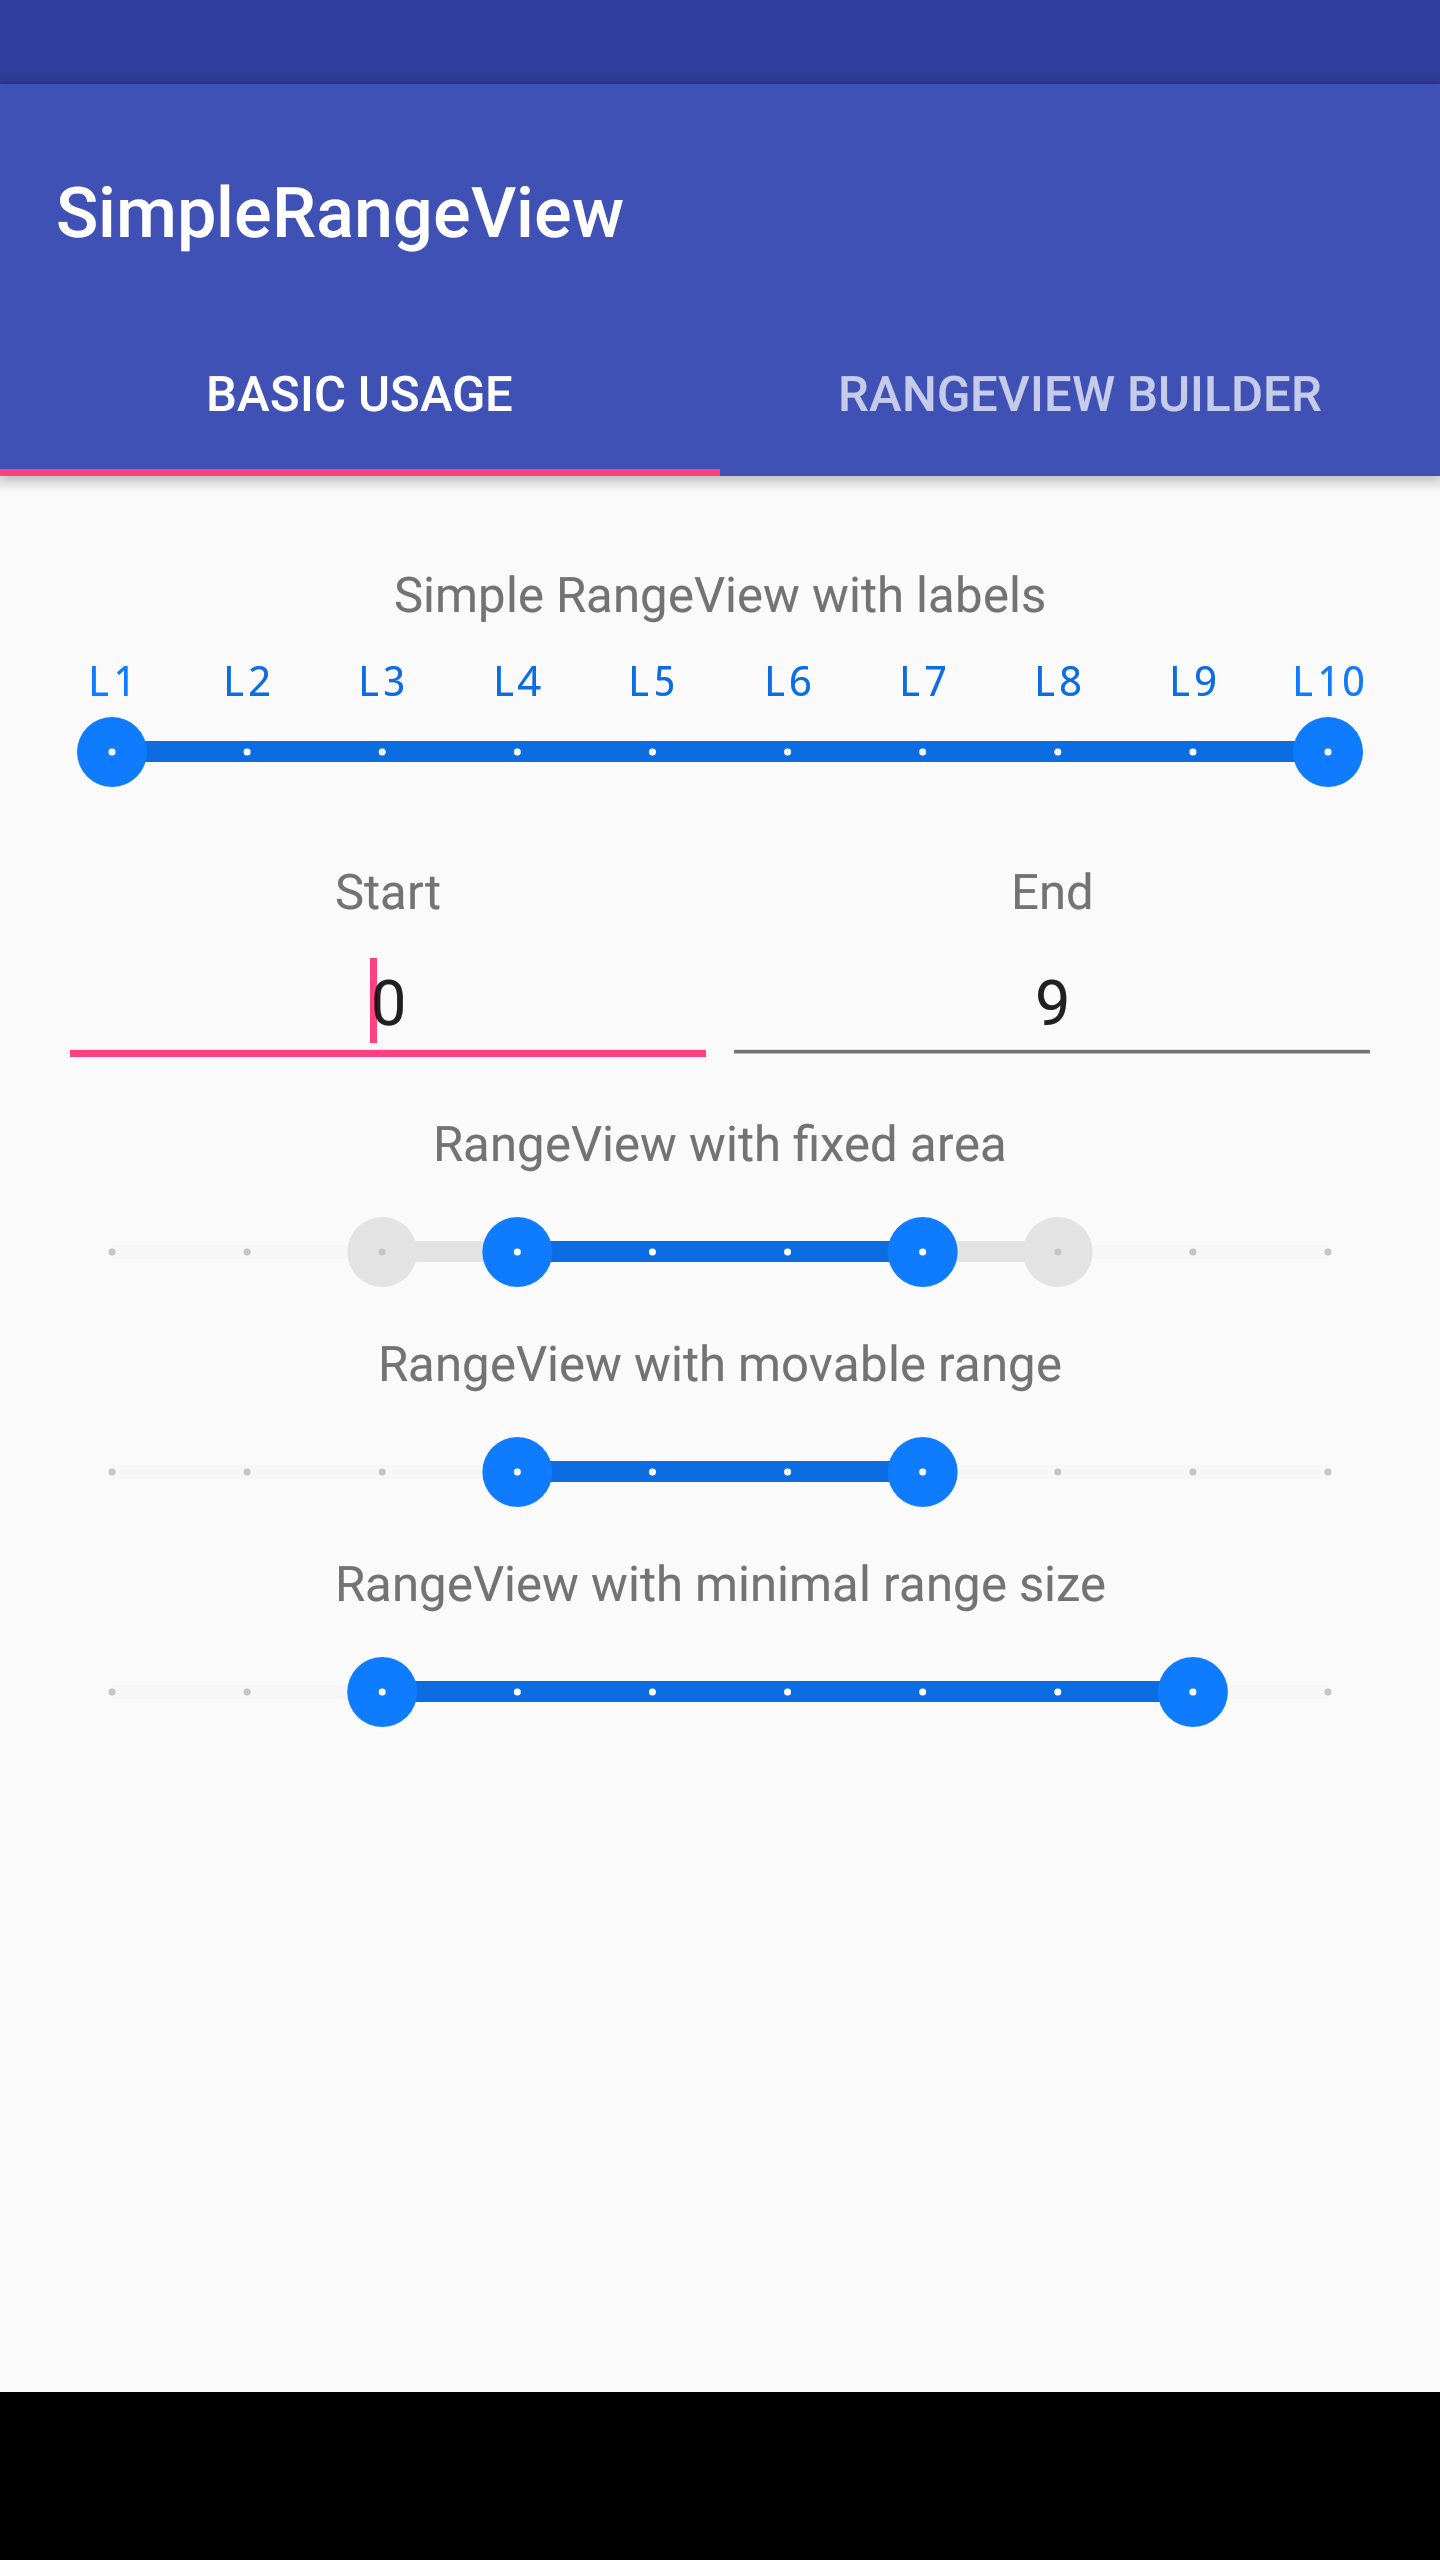 SimpleRangeView
BASIC USAGE RANGEVIEW BUILDER
Simple RangeView with labels
L1 L2 L3 L4 L5 L6 L7 L8 L9 L10
Start End
0 9
RangeView with fixed area
RangeView with movable range
RangeView with minimal range size